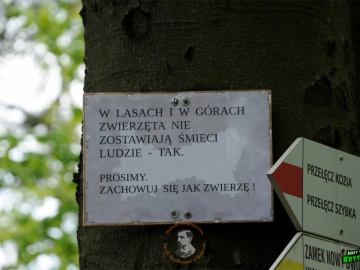 W LASACH I W GÓRACH
ZWIERZĘTA NIE
ZOSTAWIAJĄ ŚMIECI
LUDZIE - TAK.
PROSIMY.
ZACHOWUJ SIĘ JAK ZWIERZĘ !
PRZEŁĘCZ KOZIA
PRZEŁĘCZ SZYBKA
ZAMEK NOW